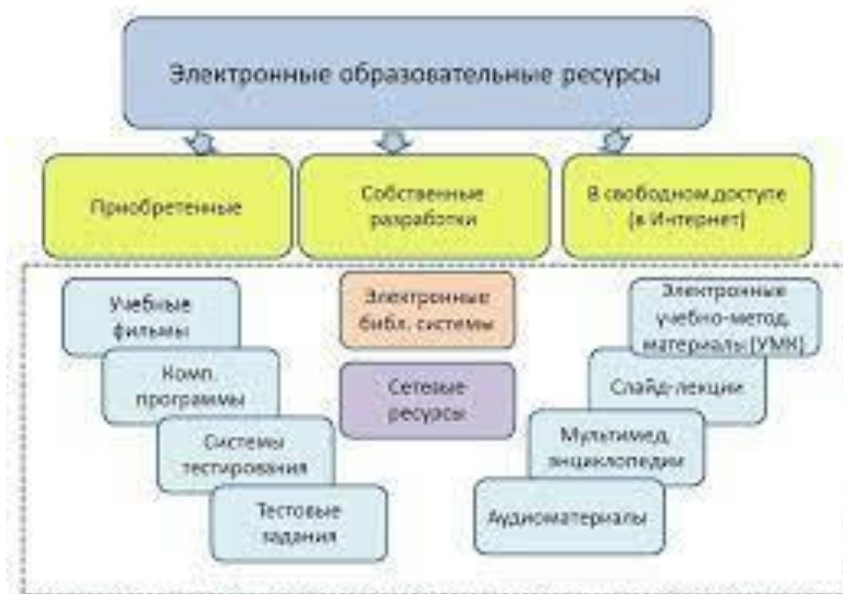 Электронные образовательные ресурсы
Приобретенные
Собственные
разработки
В свободном доступе
(в Интернет)
Учебные
фильмы
Комп.
программы
Системы
тестирования
Тестовые
задания
Электронные
библ. системы
Сетевые
ресурсы
Электронные
учебно-метод.
материалы (УМК)
Слайд-лекции
Мультимед.
энциклопедии
Аудиоматериалы